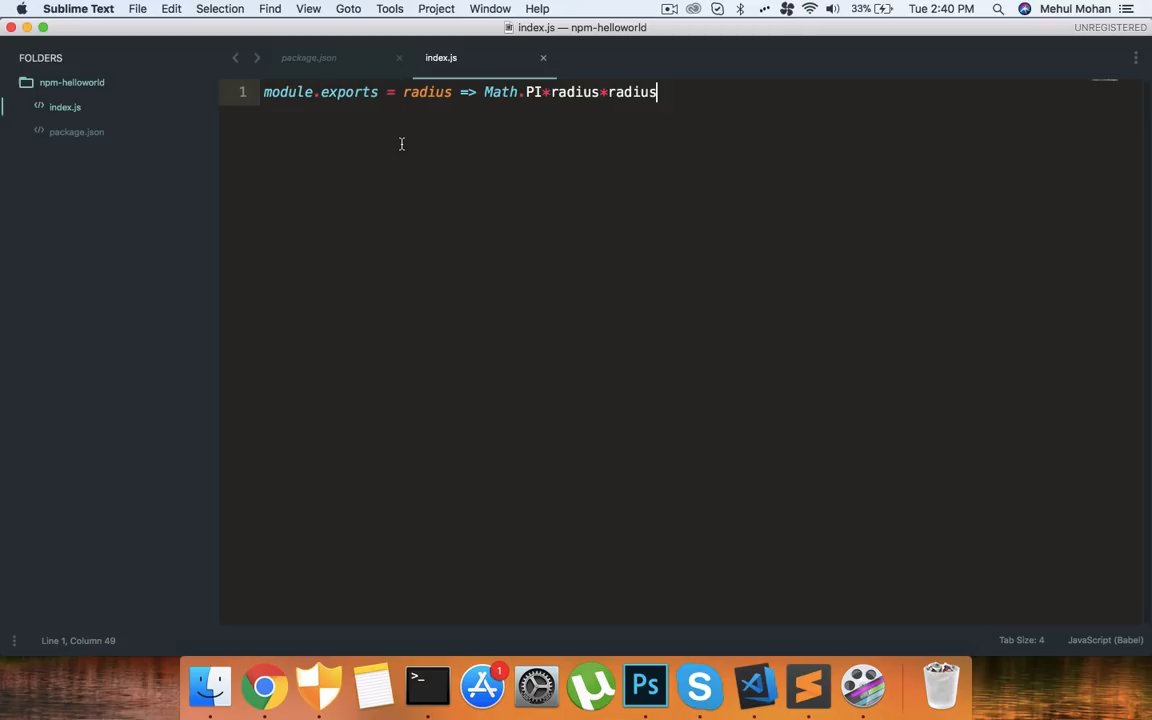 Sublime Text File Edit Selection Find View Goto Tools Project Window Help 33% Tue 2:40 PM Mehul Mohan
index.js — npm-helloworld UNREGISTERED
FOLDERS
npm-helloworld
index.js
package.json
package.json index.js
1 module.exports = radius => Math.PI*radius*radius
Line 1, Column 49 Tab Size: 4 JavaScript (Babel)
>_ 1 Ps S